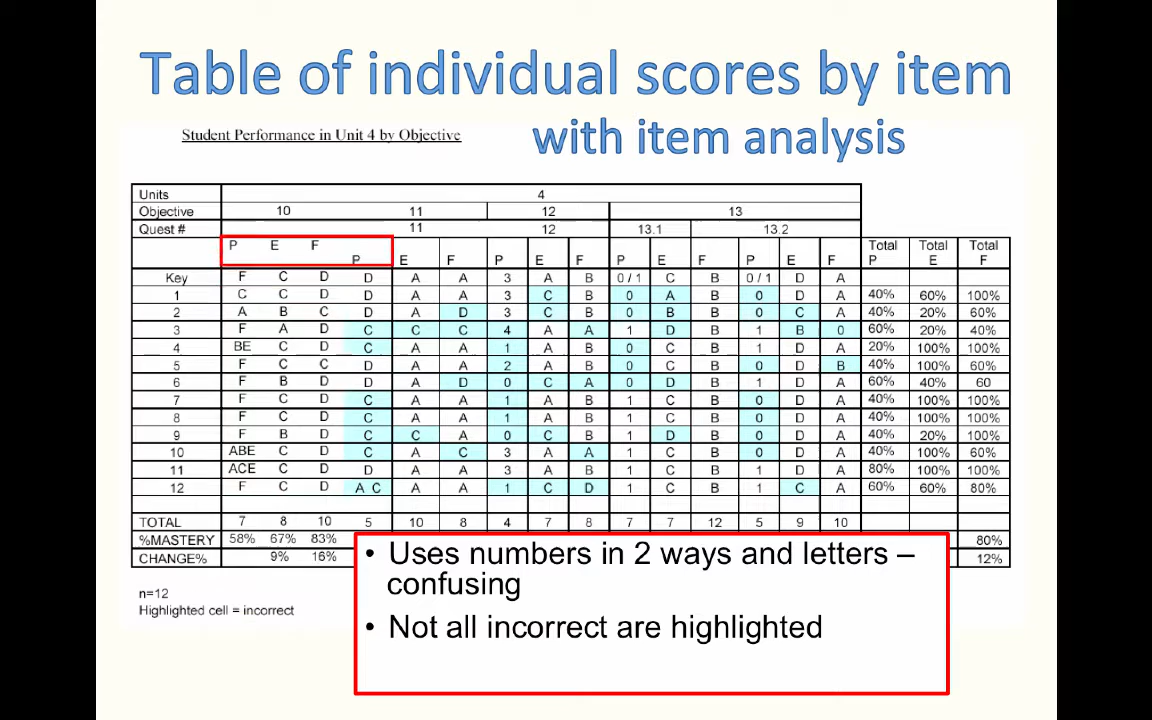 Table of individual scores by item
Student Performance in Unit 4 by Objective
with item analysis
Units 4
Objective 10 11 12 13
Quest # 11 12 13.1 13.2
P E F P E F P E F P E F P E F Total P Total E Total F
Key F C D D A A 3 A B 0/1 C B 0/1 D A
1 C C D D A A 3 C B 0 A B 0 D A 40% 60% 100%
2 A B C D A D 3 C B 0 B B 0 C A 40% 20% 60%
3 F A D C C C 4 A A 1 D B 1 B 0 60% 20% 40%
4 BE C D C A A 1 A B 0 C B 1 D A 20% 100% 100%
5 F C C D A A 2 A B 0 C B 0 D B 40% 100% 60%
6 F B D D A D 0 C A 0 D B 1 D A 60% 40% 60
7 F C D C A A 1 A B 1 C B 0 D A 40% 100% 100%
8 F C D C A A 1 A B 1 C B 0 D A 40% 100% 100%
9 F B D C C A 0 C B 1 D B 0 D A 40% 20% 100%
10 ABE C D C A C 3 A A 1 C B 0 D A 40% 100% 60%
11 ACE C D D A A 3 A B 1 C B 1 D A 80% 100% 100%
12 F C D A C A A 1 C D 1 C B 1 C A 60% 60% 80%
TOTAL 7 8 10 5 10 8 4 7 8 7 7 12 5 9 10
%MASTERY 58% 67% 83% 80%
CHANGE% 9% 16% 12%
• Uses numbers in 2 ways and letters –
confusing
• Not all incorrect are highlighted
n=12
Highlighted cell = incorrect